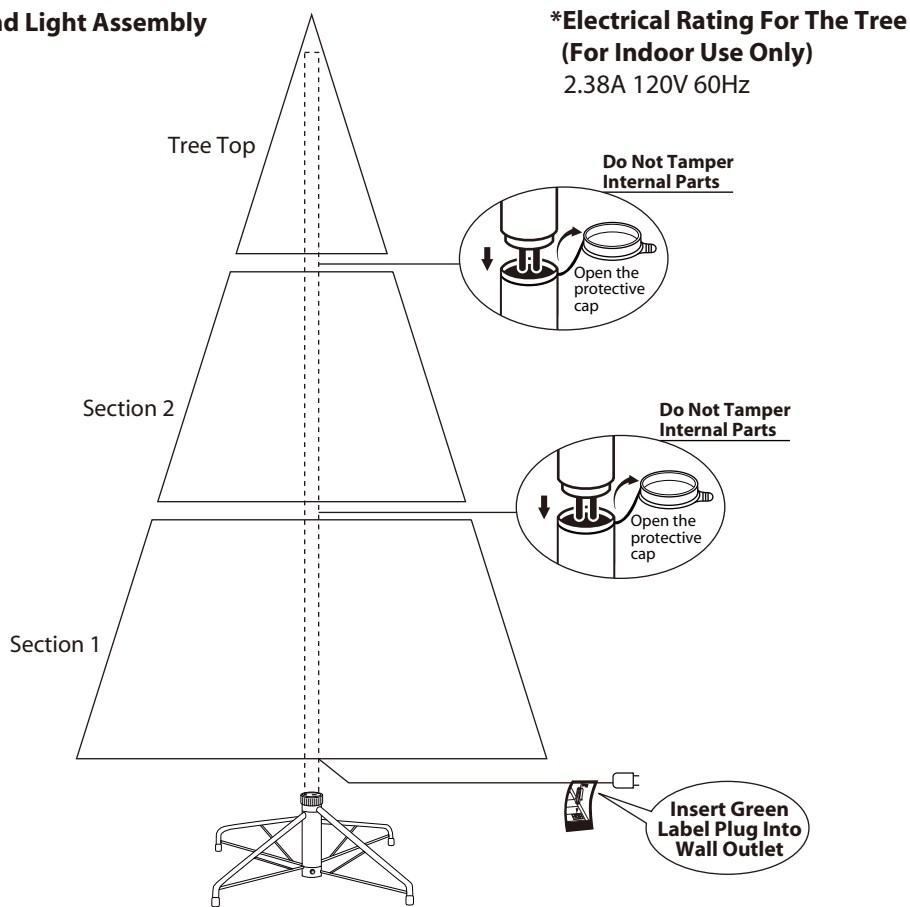 d Light Assembly
*Electrical Rating For The Tree
(For Indoor Use Only)
2.38A 120V 60Hz
Tree Top
Do Not Tamper
Internal Parts
Open the
protective
cap
Section 2
Do Not Tamper
Internal Parts
Open the
protective
cap
Section 1
Insert Green
Label Plug Into
Wall Outlet